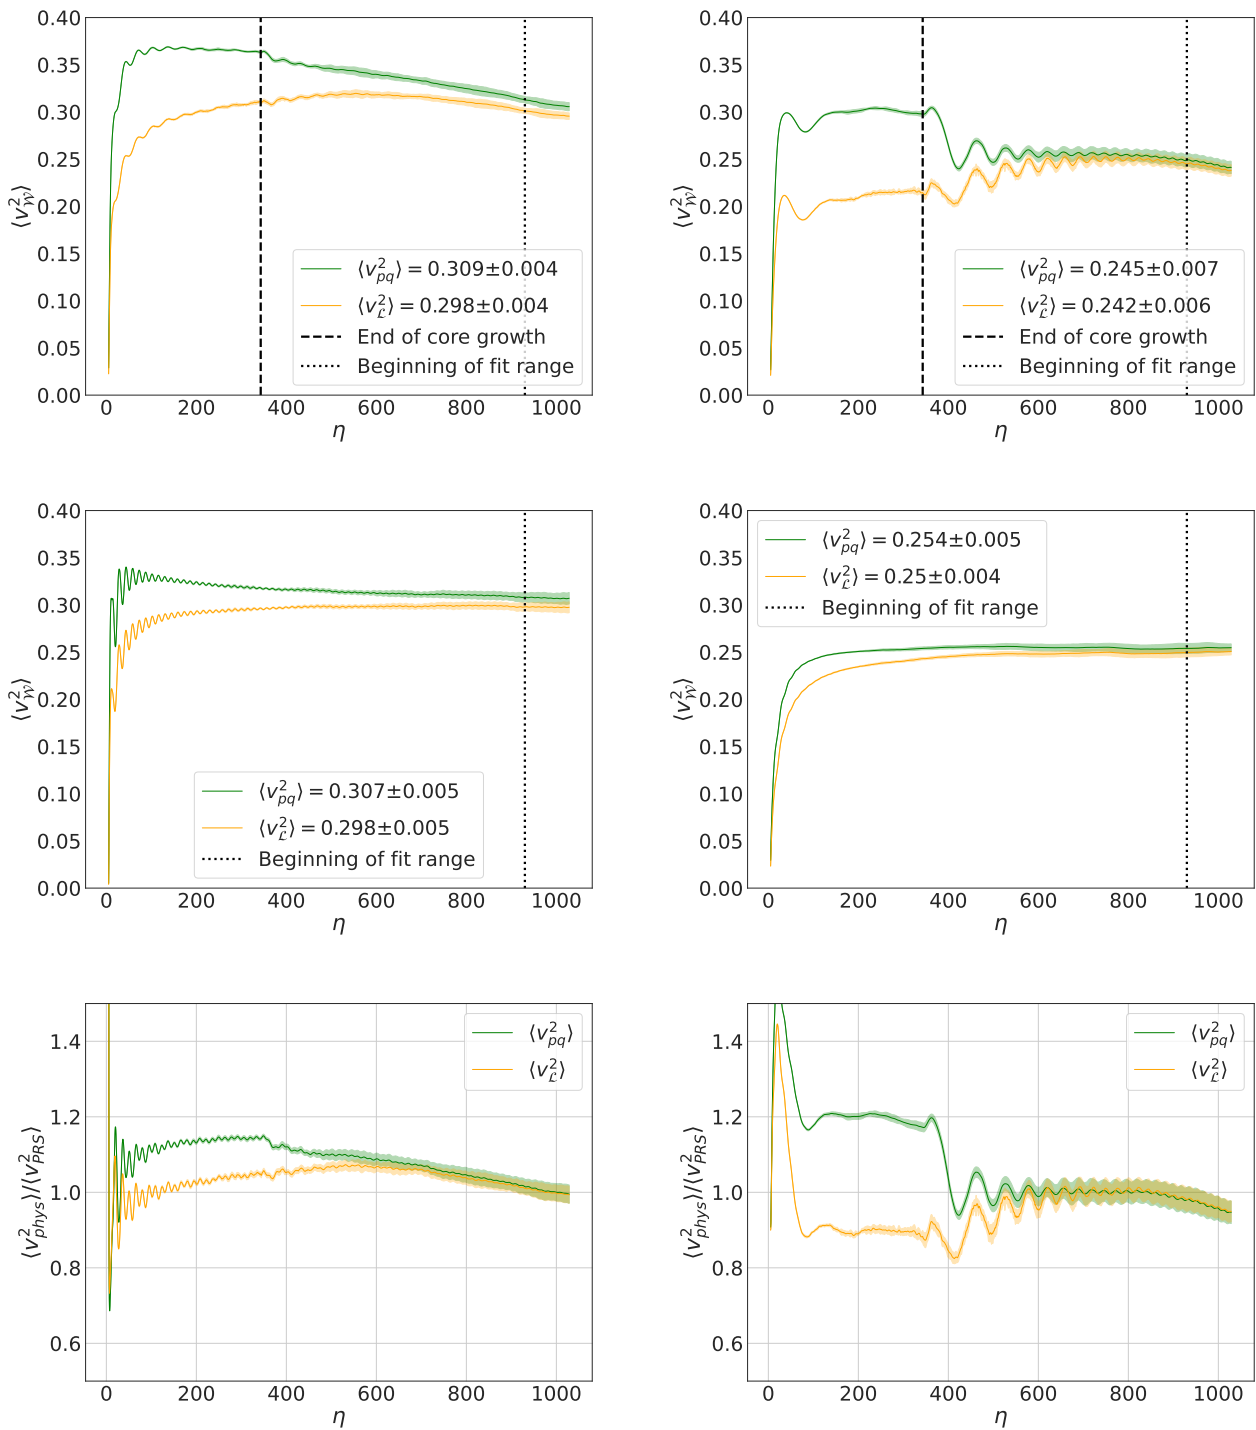 0.40
0.35
0.30
0.25
0.20
0.15
0.10
0.05
0.00
⟨v²_𝒲⟩
⟨v²_pq⟩ = 0.309±0.004
⟨v²_ℒ⟩ = 0.298±0.004
End of core growth
Beginning of fit range
0 200 400 600 800 1000
η
0.40
0.35
0.30
0.25
0.20
0.15
0.10
0.05
0.00
⟨v²_𝒲⟩
⟨v²_pq⟩ = 0.245±0.007
⟨v²_ℒ⟩ = 0.242±0.006
End of core growth
Beginning of fit range
0 200 400 600 800 1000
η
0.40
0.35
0.30
0.25
0.20
0.15
0.10
0.05
0.00
⟨v²_𝒲⟩
⟨v²_pq⟩ = 0.307±0.005
⟨v²_ℒ⟩ = 0.298±0.005
Beginning of fit range
0 200 400 600 800 1000
η
0.40
0.35
0.30
0.25
0.20
0.15
0.10
0.05
0.00
⟨v²_𝒲⟩
⟨v²_pq⟩ = 0.254±0.005
⟨v²_ℒ⟩ = 0.25±0.004
Beginning of fit range
0 200 400 600 800 1000
η
1.4
1.2
1.0
0.8
0.6
⟨v²_phys⟩/⟨v²_PRS⟩
⟨v²_pq⟩
⟨v²_ℒ⟩
0 200 400 600 800 1000
η
1.4
1.2
1.0
0.8
0.6
⟨v²_phys⟩/⟨v²_PRS⟩
⟨v²_pq⟩
⟨v²_ℒ⟩
0 200 400 600 800 1000
η